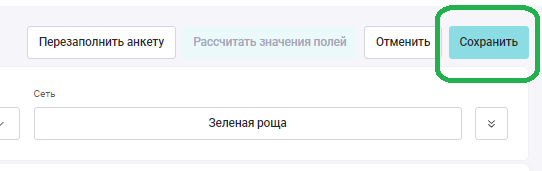 Перезаполнить анкету Рассчитать значения полей Отменить Сохранить
Сеть
Зеленая роща